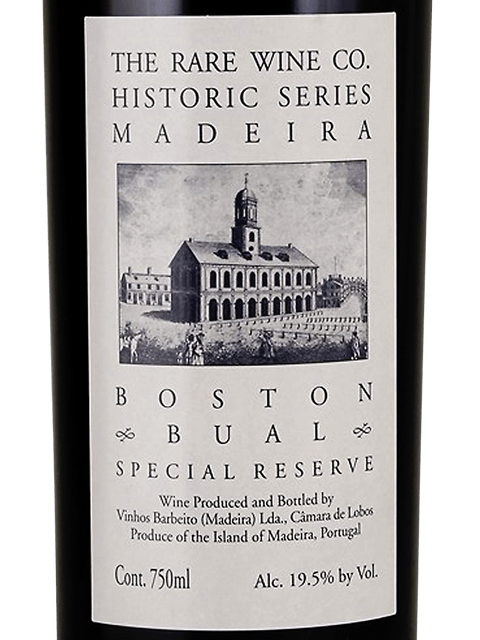 THE RARE WINE CO.
HISTORIC SERIES
MADEIRA
BOSTON
BUAL
SPECIAL RESERVE
Wine Produced and Bottled by
Vinhos Barbeito (Madeira) Lda., Câmara de Lobos
Produce of the Island of Madeira, Portugal
Cont. 750ml Alc. 19.5% by Vol.